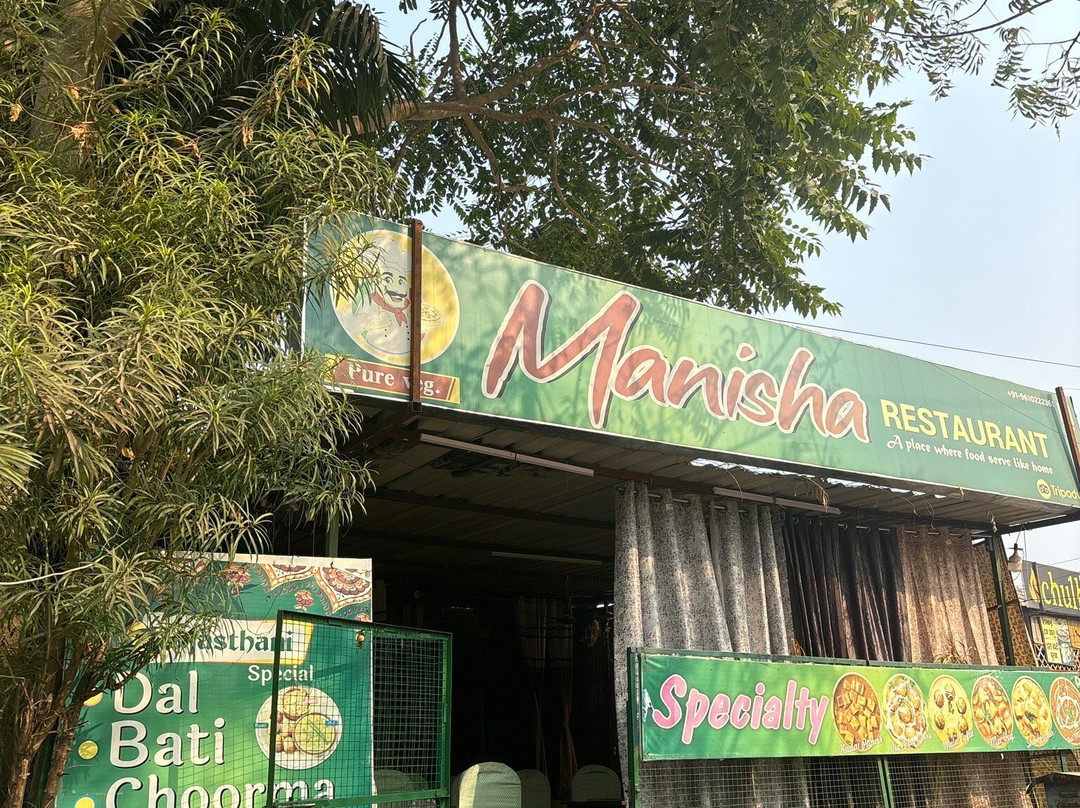 Pure veg.
Manisha
RESTAURANT
A place where food serve like home
Special
Dal
Bati
Choorma
Specialty